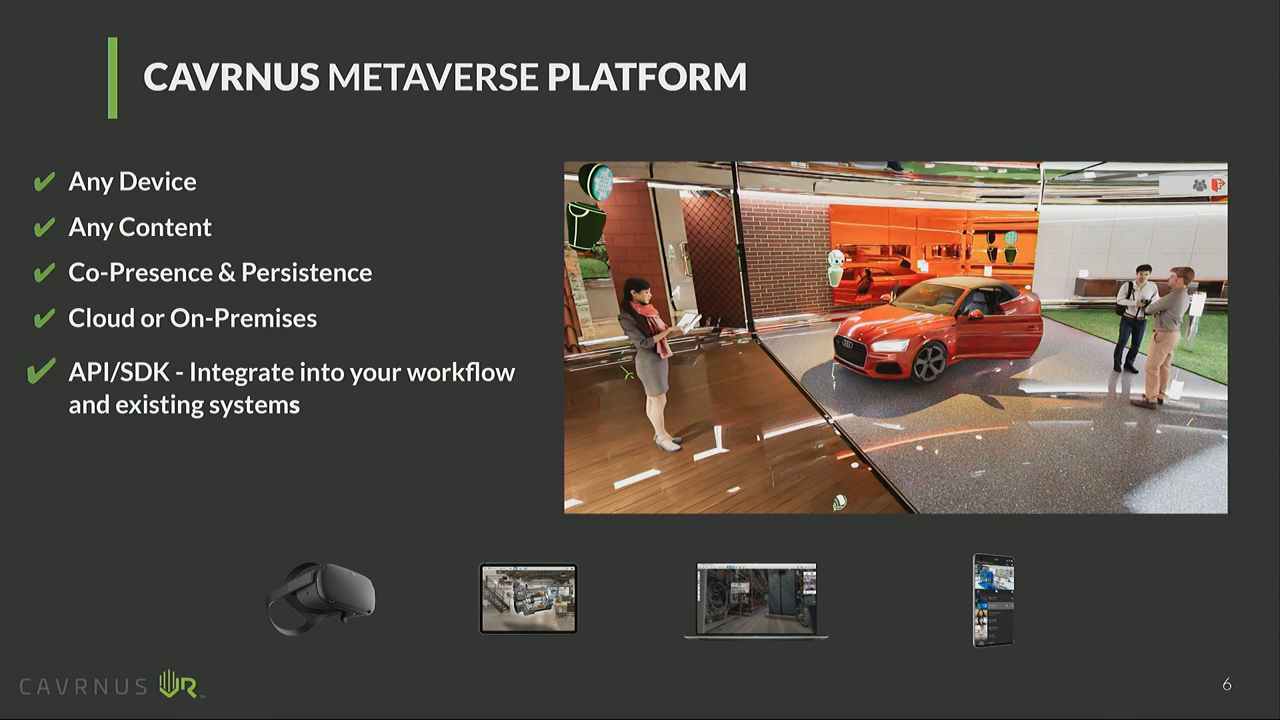 CAVRNUS METAVERSE PLATFORM
✔ Any Device
✔ Any Content
✔ Co-Presence & Persistence
✔ Cloud or On-Premises
✔ API/SDK - Integrate into your workflow
and existing systems
CAVRNUS
6